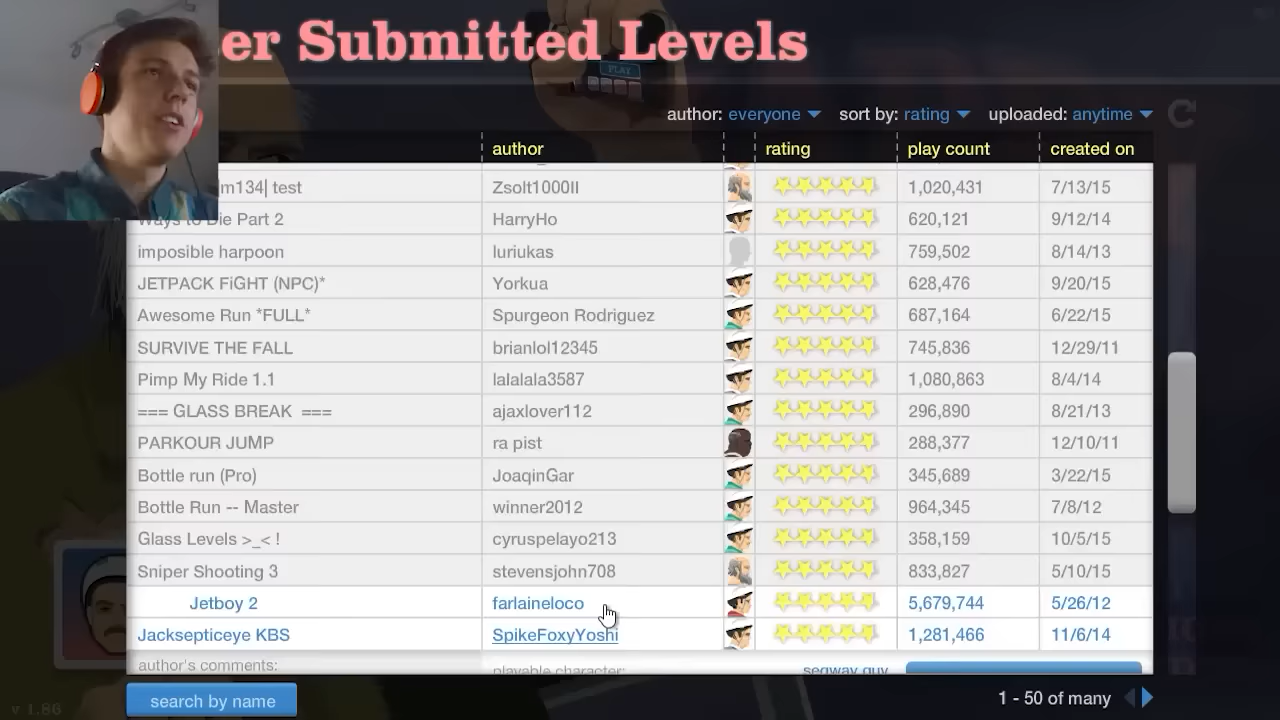 er Submitted Levels
PLAY
author: everyone sort by: rating uploaded: anytime
author rating play count created on
m134| test Zsolt1000II 1,020,431 7/13/15
Ways to Die Part 2 HarryHo 620,121 9/12/14
imposible harpoon luriukas 759,502 8/14/13
JETPACK FiGHT (NPC)* Yorkua 628,476 9/20/15
Awesome Run *FULL* Spurgeon Rodriguez 687,164 6/22/15
SURVIVE THE FALL brianlol12345 745,836 12/29/11
Pimp My Ride 1.1 lalalala3587 1,080,863 8/4/14
=== GLASS BREAK === ajaxlover112 296,890 8/21/13
PARKOUR JUMP ra pist 288,377 12/10/11
Bottle run (Pro) JoaqinGar 345,689 3/22/15
Bottle Run -- Master winner2012 964,345 7/8/12
Glass Levels >_< ! cyruspelayo213 358,159 10/5/15
Sniper Shooting 3 stevensjohn708 833,827 5/10/15
Jetboy 2 farlaineloco 5,679,744 5/26/12
Jacksepticeye KBS SpikeFoxyYoshi 1,281,466 11/6/14
author's comments: playable character: segway guy
search by name 1 - 50 of many
v 1.86